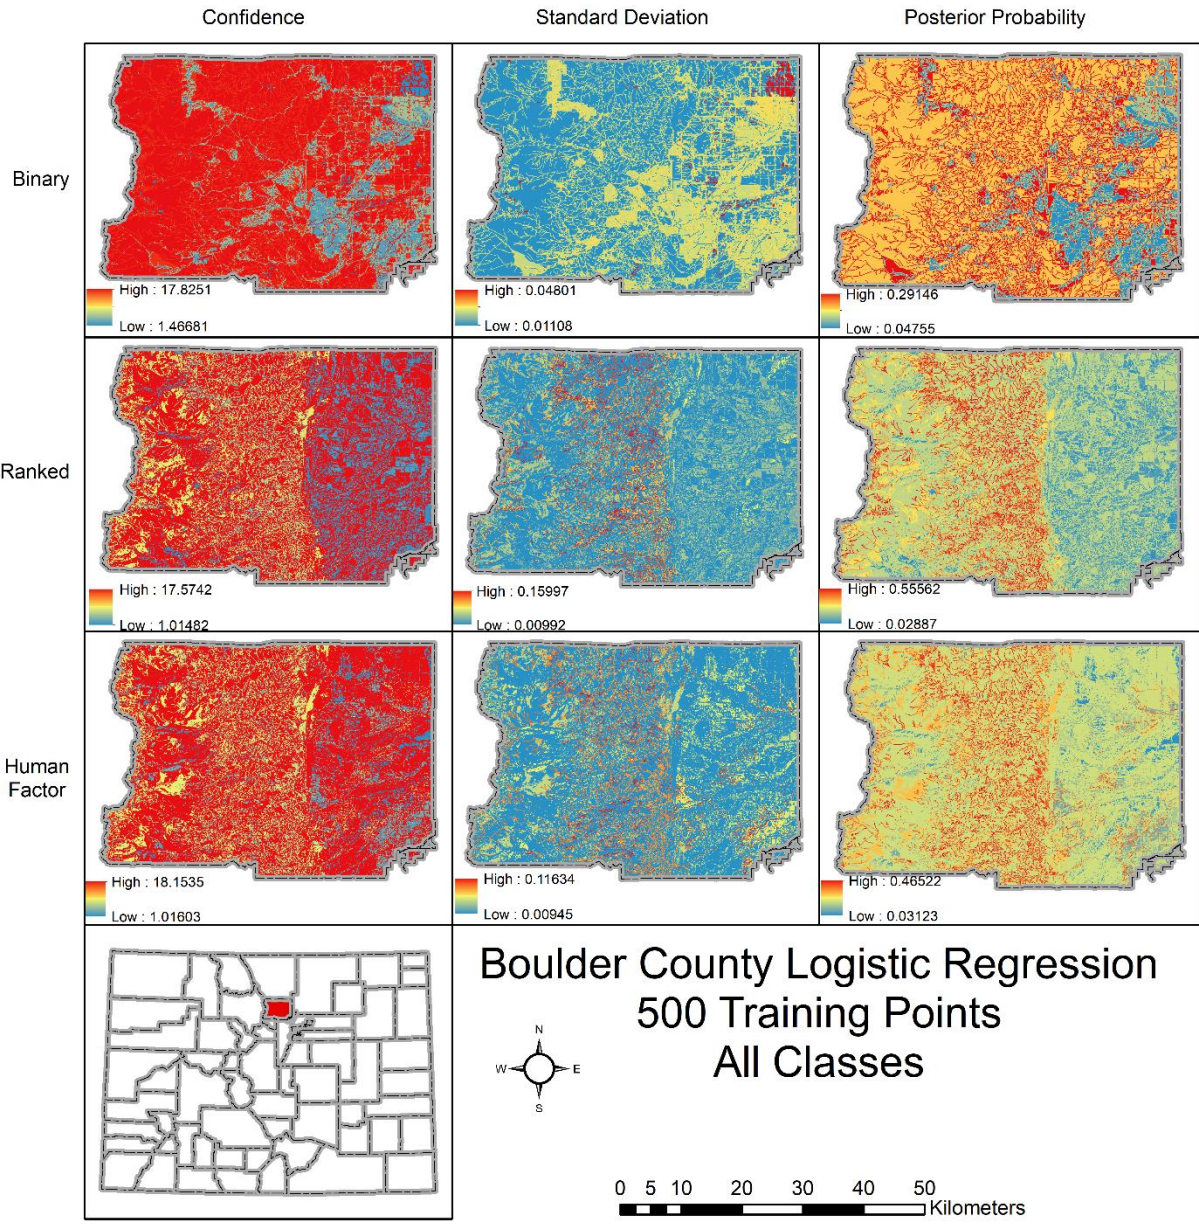 Confidence
Standard Deviation
Posterior Probability
Binary
High : 17.8251
Low : 1.46681
High : 0.04801
Low : 0.01108
High : 0.29146
Low : 0.04755
Ranked
High : 17.5742
Low : 1.01482
High : 0.15997
Low : 0.00992
High : 0.55562
Low : 0.02887
Human
Factor
High : 18.1535
Low : 1.01603
High : 0.11634
Low : 0.00945
High : 0.46522
Low : 0.03123
Boulder County Logistic Regression
500 Training Points
All Classes
N
W E
S
0 5 10 20 30 40 50
Kilometers